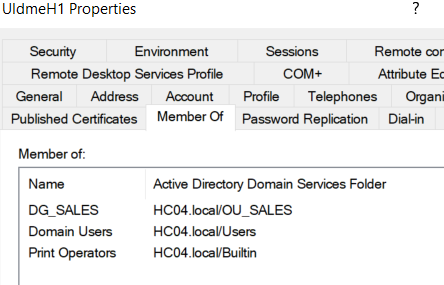 UldmeH1 Properties ?
Security Environment Sessions Remote cor
Remote Desktop Services Profile COM+ Attribute Ec
General Address Account Profile Telephones Organi
Published Certificates Member Of Password Replication Dial-in
Member of:
Name Active Directory Domain Services Folder
DG_SALES HC04.local/OU_SALES
Domain Users HC04.local/Users
Print Operators HC04.local/Builtin